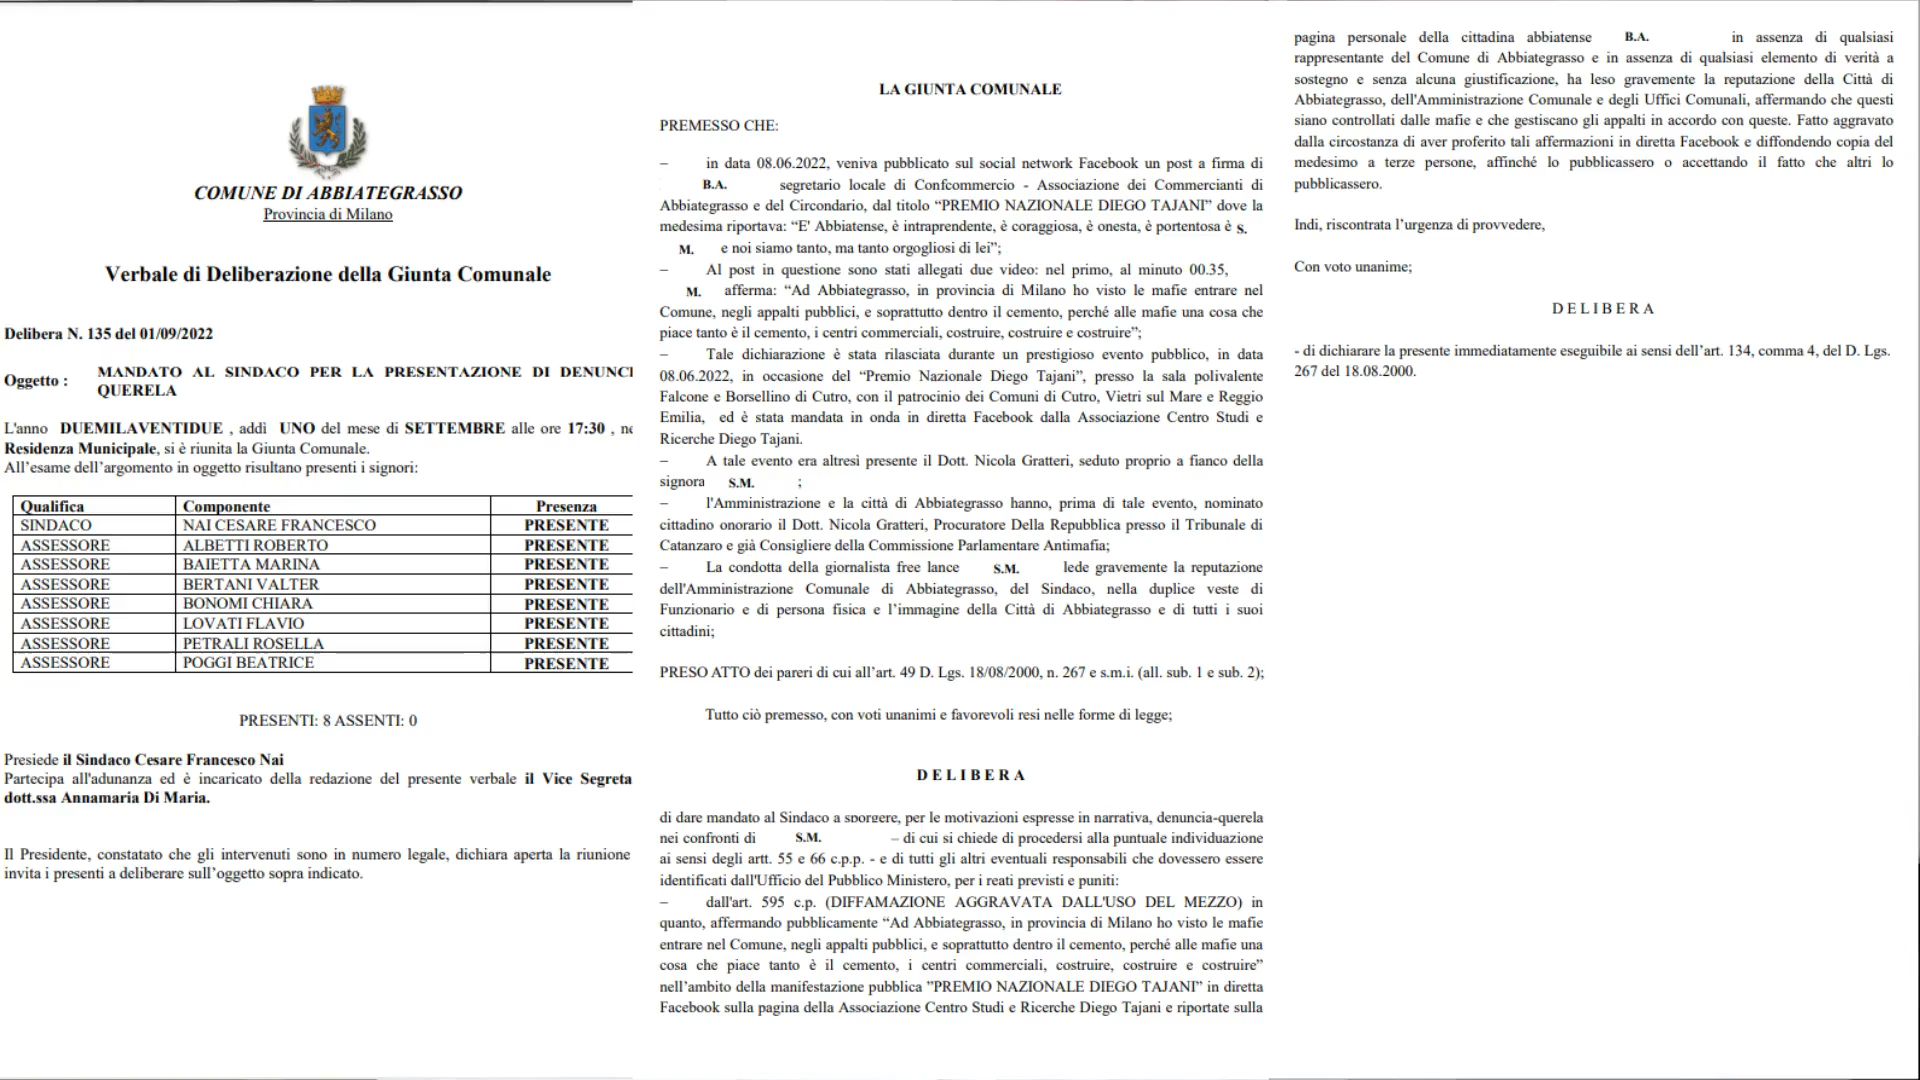 COMUNE DI ABBIATEGRASSO
Provincia di Milano
Verbale di Deliberazione della Giunta Comunale
Delibera N. 135 del 01/09/2022
Oggetto : MANDATO AL SINDACO PER LA PRESENTAZIONE DI DENUNCI
QUERELA
L'anno DUEMILAVENTIDUE , addì UNO del mese di SETTEMBRE alle ore 17:30 , ne
Residenza Municipale, si è riunita la Giunta Comunale.
All'esame dell'argomento in oggetto risultano presenti i signori:
Qualifica Componente Presenza
SINDACO NAI CESARE FRANCESCO PRESENTE
ASSESSORE ALBETTI ROBERTO PRESENTE
ASSESSORE BAIETTA MARINA PRESENTE
ASSESSORE BERTANI VALTER PRESENTE
ASSESSORE BONOMI CHIARA PRESENTE
ASSESSORE LOVATI FLAVIO PRESENTE
ASSESSORE PETRALI ROSELLA PRESENTE
ASSESSORE POGGI BEATRICE PRESENTE
PRESENTI: 8 ASSENTI: 0
Presiede il Sindaco Cesare Francesco Nai
Partecipa all'adunanza ed è incaricato della redazione del presente verbale il Vice Segreta
dott.ssa Annamaria Di Maria.
Il Presidente, constatato che gli intervenuti sono in numero legale, dichiara aperta la riunione
invita i presenti a deliberare sull'oggetto sopra indicato.
LA GIUNTA COMUNALE
PREMESSO CHE:
– in data 08.06.2022, veniva pubblicato sul social network Facebook un post a firma di
B.A. segretario locale di Confcommercio - Associazione dei Commercianti di
Abbiategrasso e del Circondario, dal titolo “PREMIO NAZIONALE DIEGO TAJANI” dove la
medesima riportava: “E' Abbiatense, è intraprendente, è coraggiosa, è onesta, è portentosa è S.
M. e noi siamo tanto, ma tanto orgogliosi di lei”;
– Al post in questione sono stati allegati due video: nel primo, al minuto 00.35,
M. afferma: “Ad Abbiategrasso, in provincia di Milano ho visto le mafie entrare nel
Comune, negli appalti pubblici, e soprattutto dentro il cemento, perché alle mafie una cosa che
piace tanto è il cemento, i centri commerciali, costruire, costruire e costruire”;
– Tale dichiarazione è stata rilasciata durante un prestigioso evento pubblico, in data
08.06.2022, in occasione del “Premio Nazionale Diego Tajani”, presso la sala polivalente
Falcone e Borsellino di Cutro, con il patrocinio dei Comuni di Cutro, Vietri sul Mare e Reggio
Emilia, ed è stata mandata in onda in diretta Facebook dalla Associazione Centro Studi e
Ricerche Diego Tajani.
– A tale evento era altresì presente il Dott. Nicola Gratteri, seduto proprio a fianco della
signora S.M. ;
– l'Amministrazione e la città di Abbiategrasso hanno, prima di tale evento, nominato
cittadino onorario il Dott. Nicola Gratteri, Procuratore Della Repubblica presso il Tribunale di
Catanzaro e già Consigliere della Commissione Parlamentare Antimafia;
– La condotta della giornalista free lance S.M. lede gravemente la reputazione
dell'Amministrazione Comunale di Abbiategrasso, del Sindaco, nella duplice veste di
Funzionario e di persona fisica e l’immagine della Città di Abbiategrasso e di tutti i suoi
cittadini;
PRESO ATTO dei pareri di cui all’art. 49 D. Lgs. 18/08/2000, n. 267 e s.m.i. (all. sub. 1 e sub. 2);
Tutto ciò premesso, con voti unanimi e favorevoli resi nelle forme di legge;
D E L I B E R A
di dare mandato al Sindaco a sporgere, per le motivazioni espresse in narrativa, denuncia-querela
nei confronti di S.M. – di cui si chiede di procedersi alla puntuale individuazione
ai sensi degli artt. 55 e 66 c.p.p. - e di tutti gli altri eventuali responsabili che dovessero essere
identificati dall'Ufficio del Pubblico Ministero, per i reati previsti e puniti:
– dall'art. 595 c.p. (DIFFAMAZIONE AGGRAVATA DALL'USO DEL MEZZO) in
quanto, affermando pubblicamente “Ad Abbiategrasso, in provincia di Milano ho visto le mafie
entrare nel Comune, negli appalti pubblici, e soprattutto dentro il cemento, perché alle mafie una
cosa che piace tanto è il cemento, i centri commerciali, costruire, costruire e costruire”
nell’ambito della manifestazione pubblica ”PREMIO NAZIONALE DIEGO TAJANI” in diretta
Facebook sulla pagina della Associazione Centro Studi e Ricerche Diego Tajani e riportate sulla
pagina personale della cittadina abbiatense B.A. in assenza di qualsiasi
rappresentante del Comune di Abbiategrasso e in assenza di qualsiasi elemento di verità a
sostegno e senza alcuna giustificazione, ha leso gravemente la reputazione della Città di
Abbiategrasso, dell'Amministrazione Comunale e degli Uffici Comunali, affermando che questi
siano controllati dalle mafie e che gestiscano gli appalti in accordo con queste. Fatto aggravato
dalla circostanza di aver proferito tali affermazioni in diretta Facebook e diffondendo copia del
medesimo a terze persone, affinché lo pubblicassero o accettando il fatto che altri lo
pubblicassero.
Indi, riscontrata l’urgenza di provvedere,
Con voto unanime;
D E L I B E R A
- di dichiarare la presente immediatamente eseguibile ai sensi dell’art. 134, comma 4, del D. Lgs.
267 del 18.08.2000.